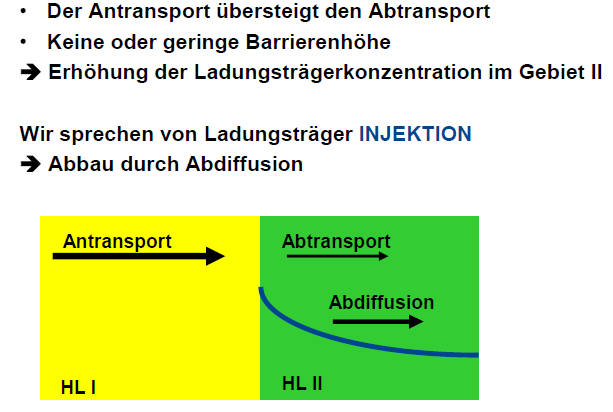 • Der Antransport übersteigt den Abtransport
• Keine oder geringe Barrierenhöhe
➔ Erhöhung der Ladungsträgerkonzentration im Gebiet II
Wir sprechen von Ladungsträger INJEKTION
➔ Abbau durch Abdiffusion
Antransport
Abtransport
Abdiffusion
HL I
HL II